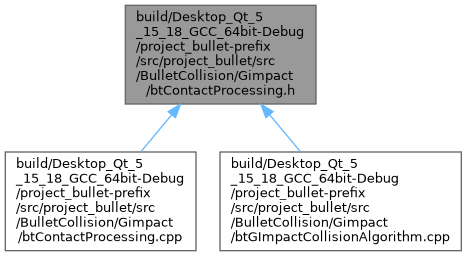 build/Desktop_Qt_5
_15_18_GCC_64bit-Debug
/project_bullet-prefix
/src/project_bullet/src
/BulletCollision/Gimpact
/btContactProcessing.h
build/Desktop_Qt_5
_15_18_GCC_64bit-Debug
/project_bullet-prefix
/src/project_bullet/src
/BulletCollision/Gimpact
/btContactProcessing.cpp
build/Desktop_Qt_5
_15_18_GCC_64bit-Debug
/project_bullet-prefix
/src/project_bullet/src
/BulletCollision/Gimpact
/btGImpactCollisionAlgorithm.cpp